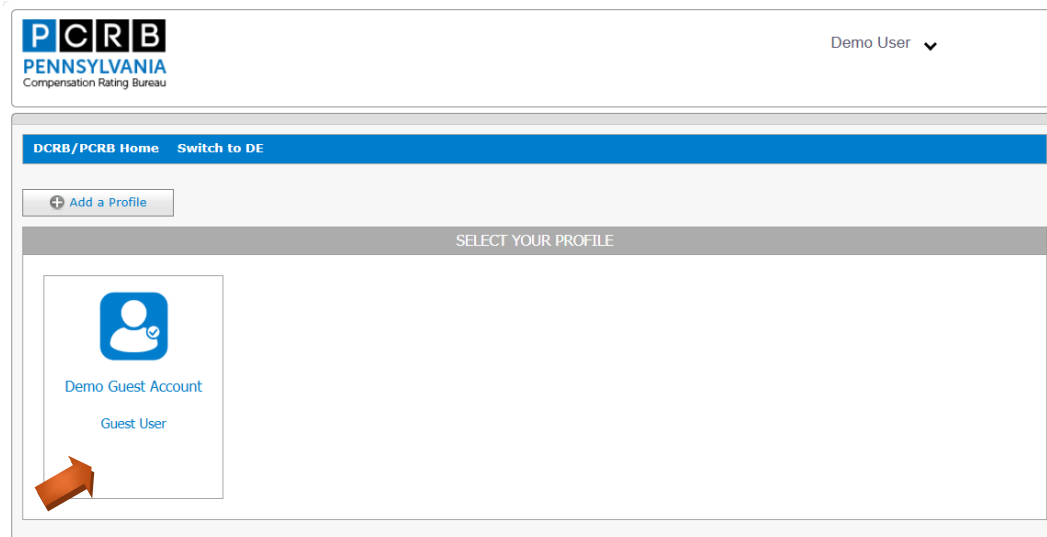 PCRB
PENNSYLVANIA
Compensation Rating Bureau
Demo User
DCRB/PCRB Home Switch to DE
Add a Profile
SELECT YOUR PROFILE
Demo Guest Account
Guest User